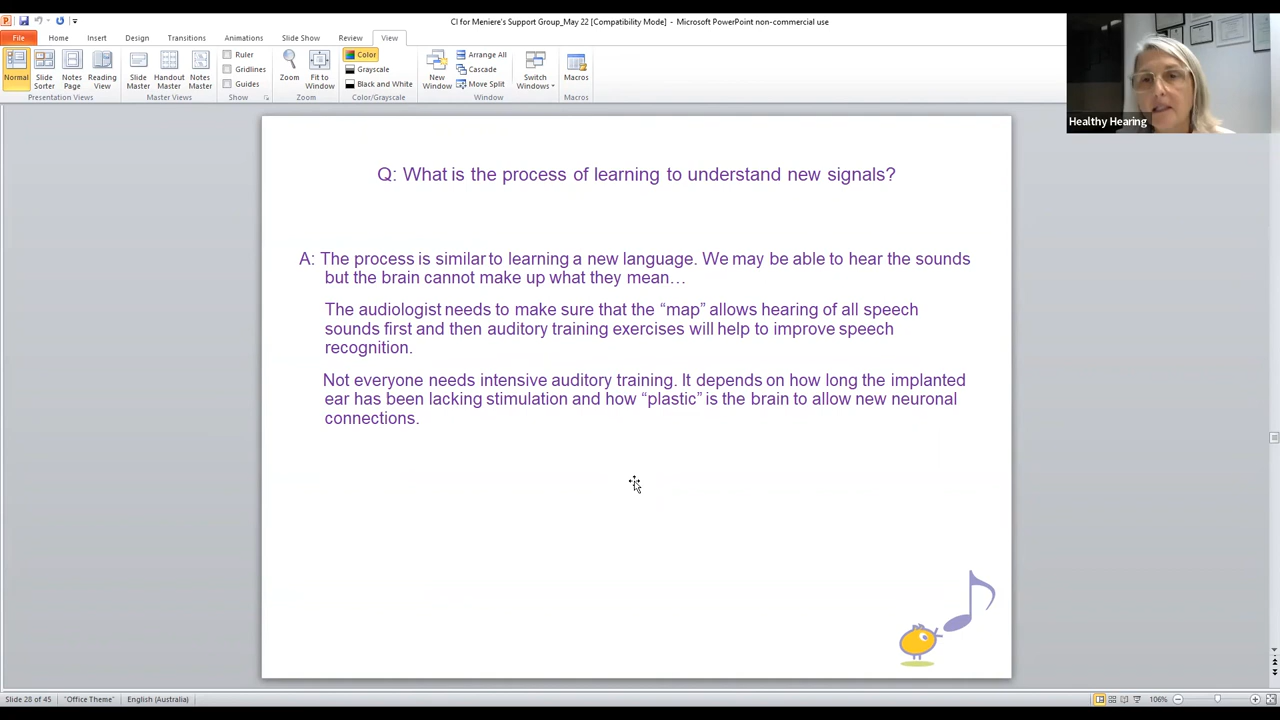 CI for Meniere's Support Group_May 22 [Compatibility Mode] - Microsoft PowerPoint non-commercial use
File Home Insert Design Transitions Animations Slide Show Review View
Normal
Slide Sorter
Notes Page
Reading View
Presentation Views
Slide Master
Handout Master
Notes Master
Master Views
Ruler
Gridlines
Guides
Show
Zoom
Fit to Window
Zoom
Color
Grayscale
Black and White
Color/Grayscale
New Window
Arrange All
Cascade
Move Split
Window
Switch Windows
Macros
Macros
Healthy Hearing
Q: What is the process of learning to understand new signals?
A: The process is similar to learning a new language. We may be able to hear the sounds
but the brain cannot make up what they mean…
The audiologist needs to make sure that the “map” allows hearing of all speech
sounds first and then auditory training exercises will help to improve speech
recognition.
Not everyone needs intensive auditory training. It depends on how long the implanted
ear has been lacking stimulation and how “plastic” is the brain to allow new neuronal
connections.
Slide 28 of 45 "Office Theme" English (Australia) 106%